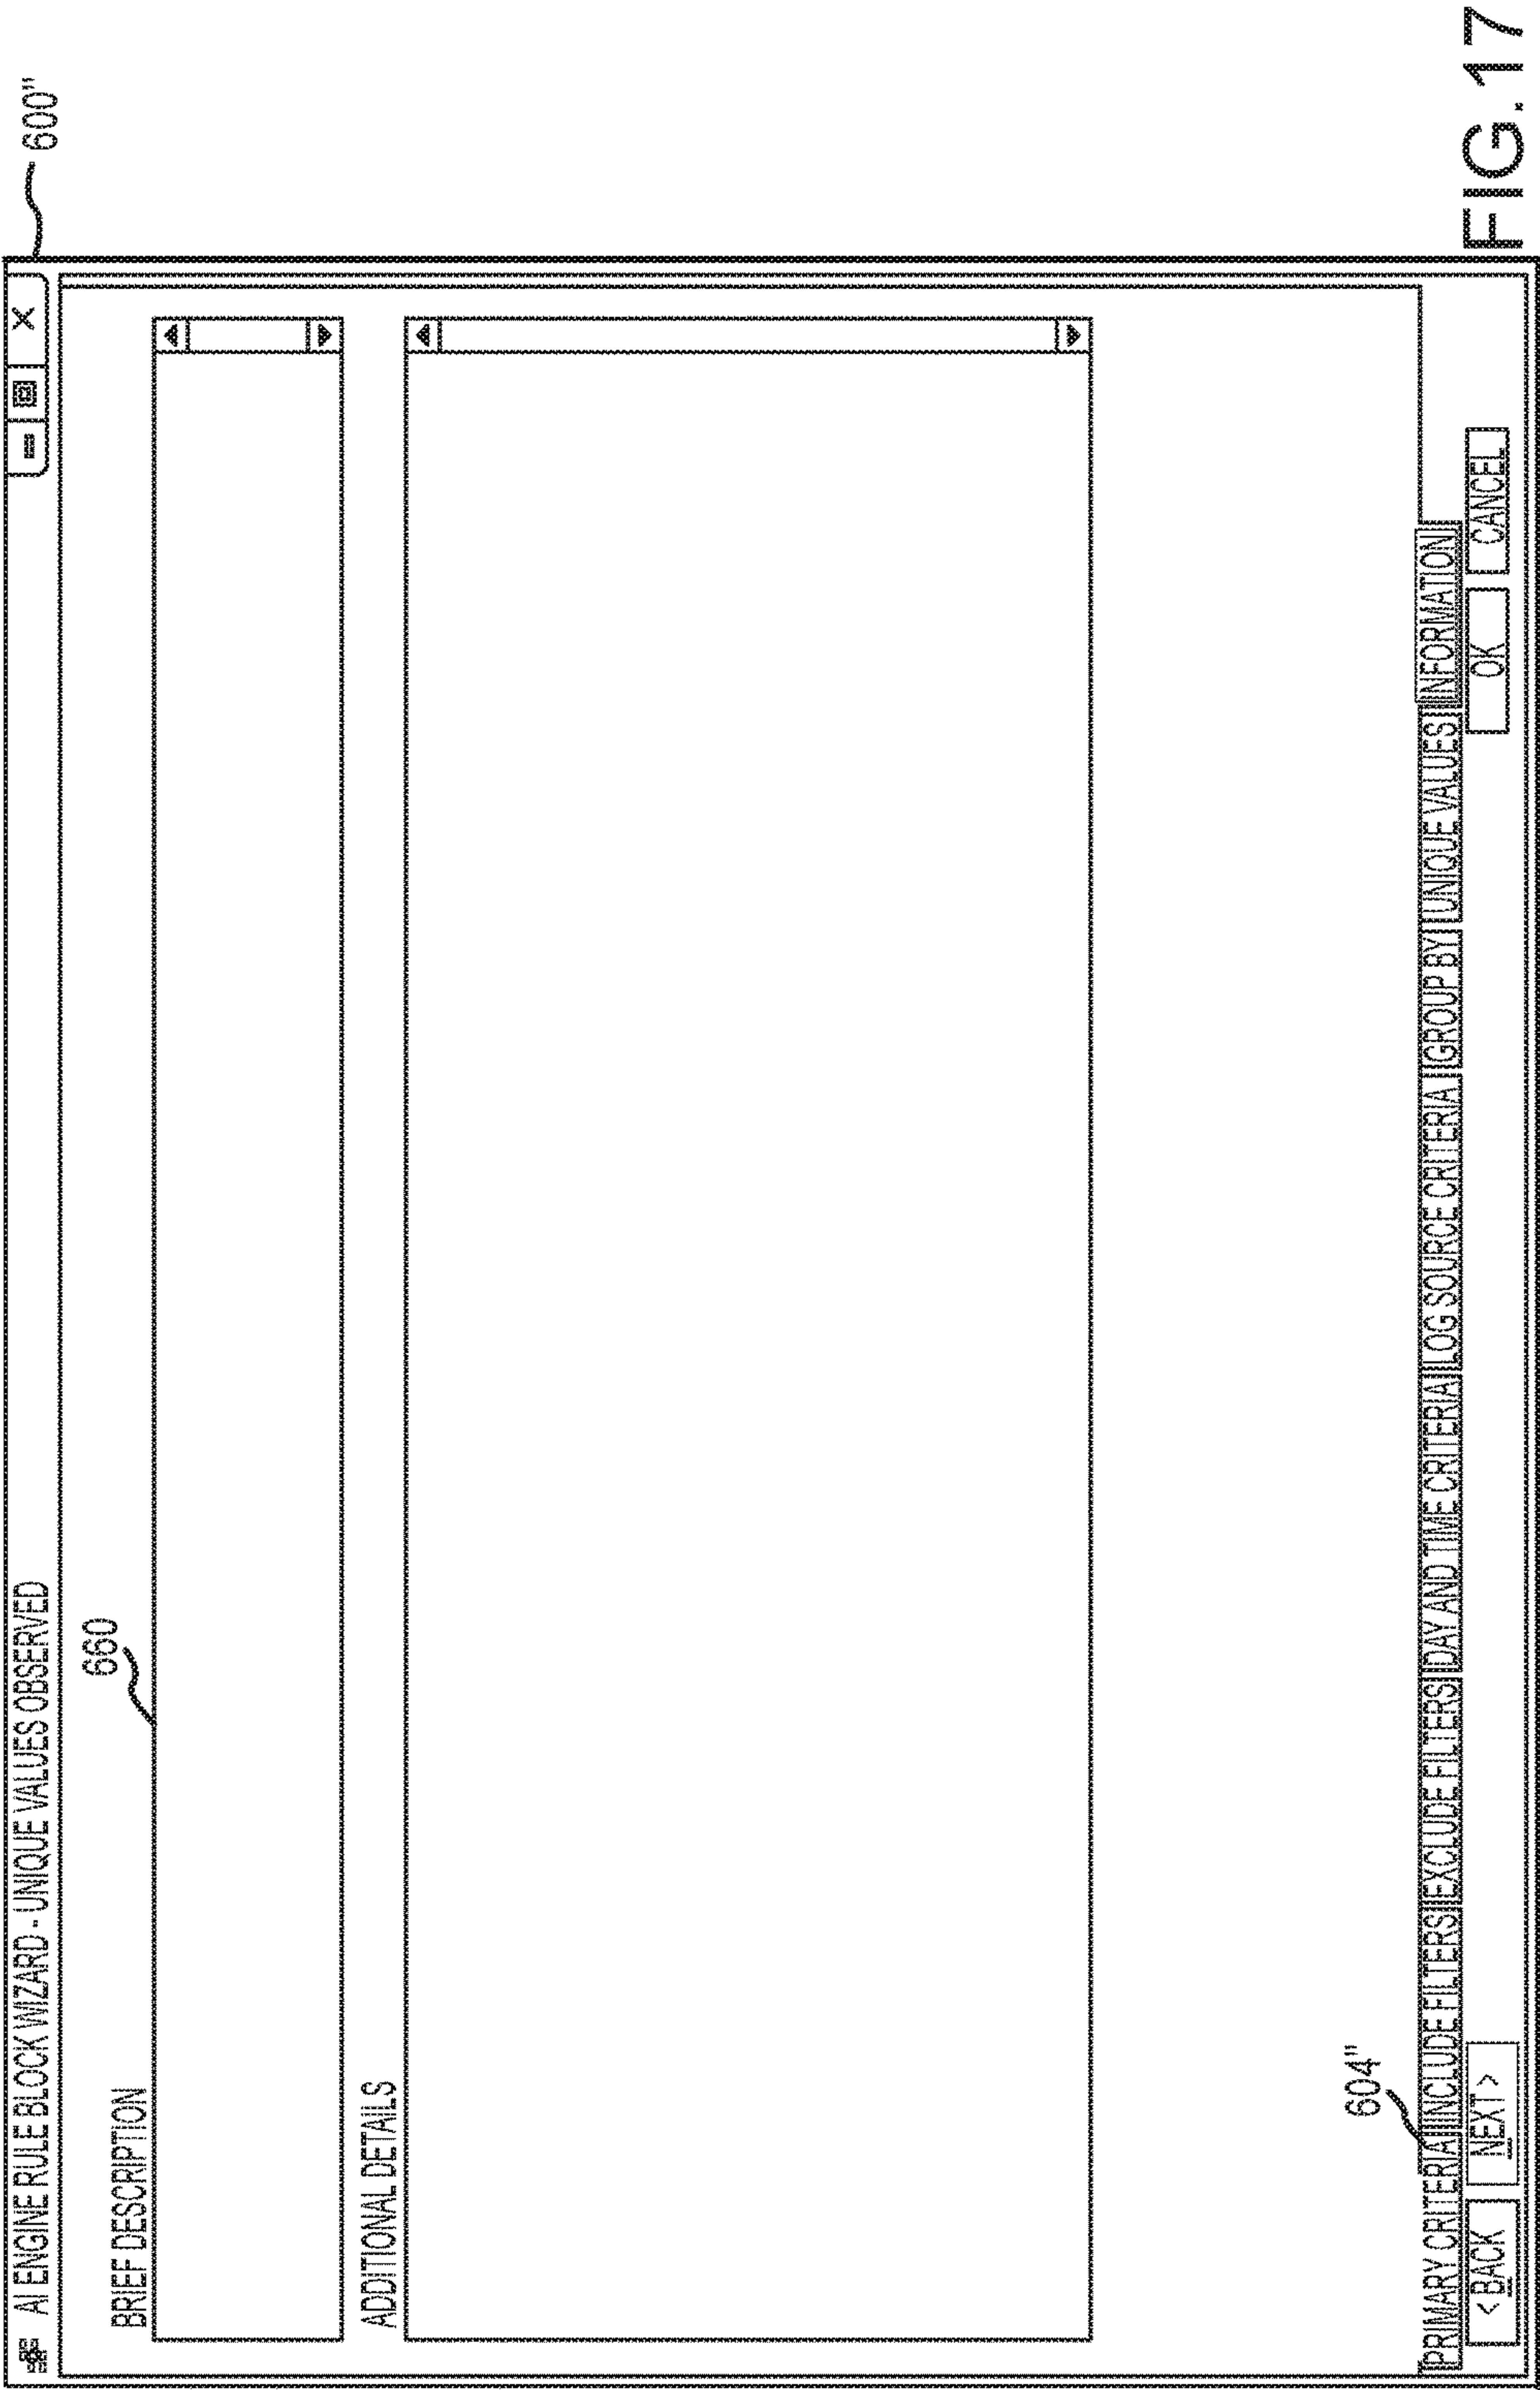 600"
AI ENGINE RULE BLOCK WIZARD - UNIQUE VALUES OBSERVED
X
660
BRIEF DESCRIPTION
ADDITIONAL DETAILS
604"
PRIMARY CRITERIA INCLUDE FILTERS EXCLUDE FILTERS DAY AND TIME CRITERIA LOG SOURCE CRITERIA GROUP BY UNIQUE VALUES INFORMATION
< BACK NEXT > OK CANCEL
FIG.17